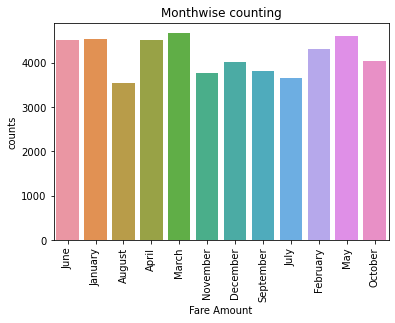 Monthwise counting
counts
4000
3000
2000
1000
0
June
January
August
April
March
November
December
September
July
February
May
October
Fare Amount